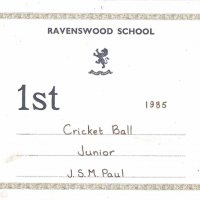 RAVENSWOOD SCHOOL
1st 1985
Cricket Ball
Junior
J.S.M. Paul